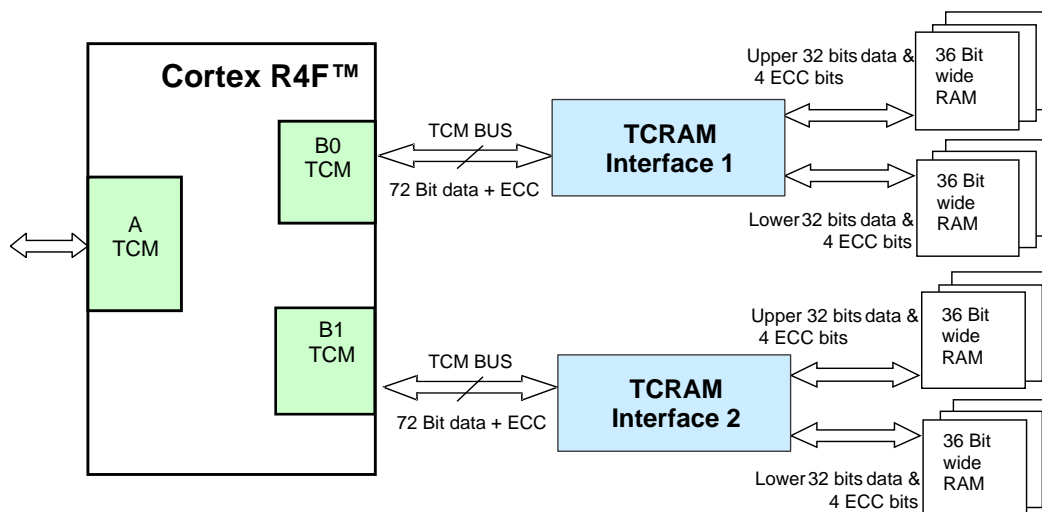 Cortex R4F™
A
TCM
B0
TCM
B1
TCM
TCM BUS
72 Bit data + ECC
TCRAM
Interface 1
Upper 32 bits data &
4 ECC bits
36 Bit
wide
RAM
Lower 32 bits data &
4 ECC bits
36 Bit
wide
RAM
TCM BUS
72 Bit data + ECC
TCRAM
Interface 2
Upper 32 bits data &
4 ECC bits
36 Bit
wide
RAM
Lower 32 bits data &
4 ECC bits
36 Bit
wide
RAM